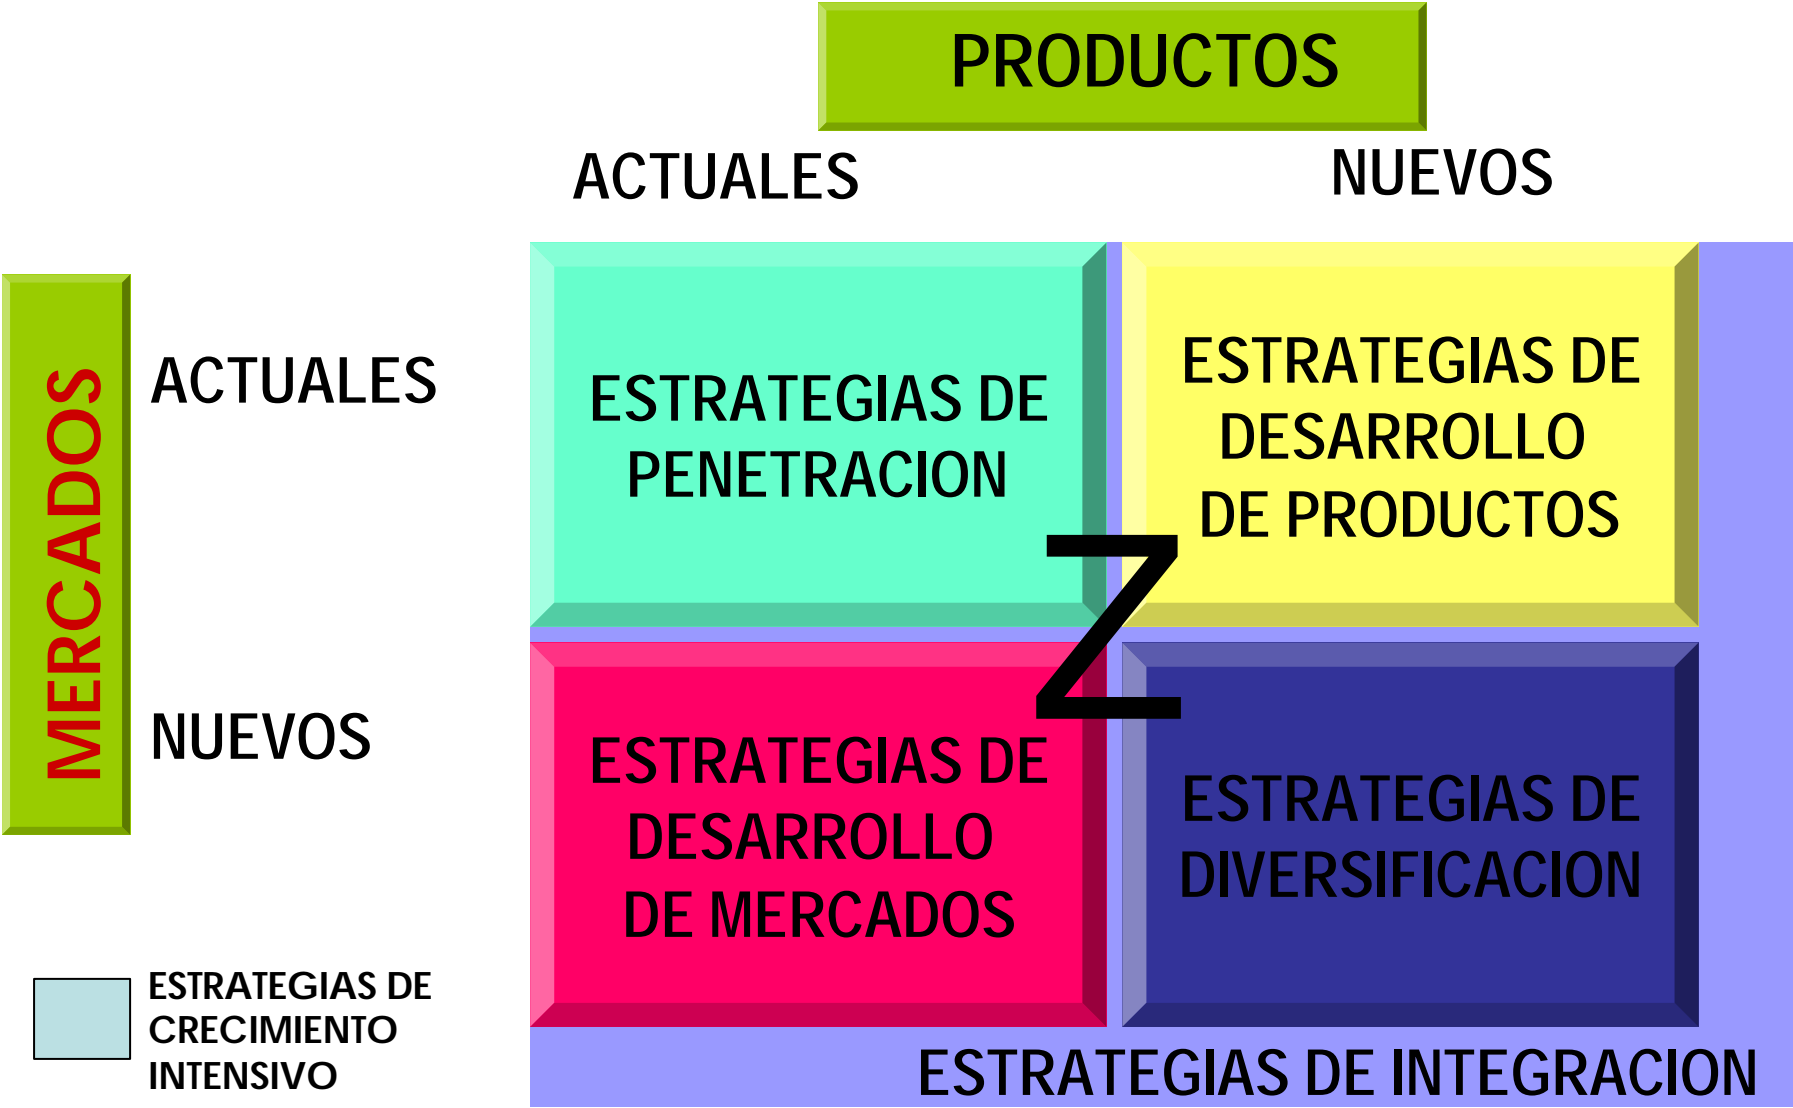 PRODUCTOS
ACTUALES
NUEVOS
MERCADOS
ACTUALES
NUEVOS
ESTRATEGIAS DE
PENETRACION
ESTRATEGIAS DE
DESARROLLO
DE PRODUCTOS
Z
ESTRATEGIAS DE
DESARROLLO
DE MERCADOS
ESTRATEGIAS DE
DIVERSIFICACION
ESTRATEGIAS DE
CRECIMIENTO
INTENSIVO
ESTRATEGIAS DE INTEGRACION